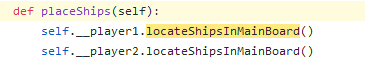 def placeShips(self):
self.__player1.locateShipsInMainBoard()
self.__player2.locateShipsInMainBoard()